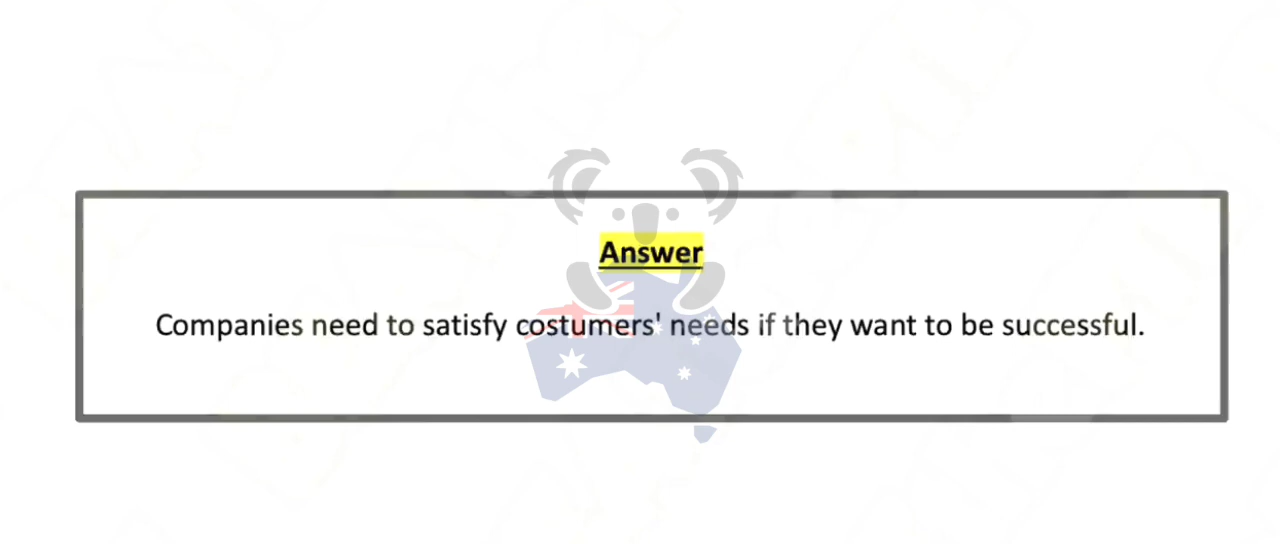 Answer
Companies need to satisfy costumers' needs if they want to be successful.